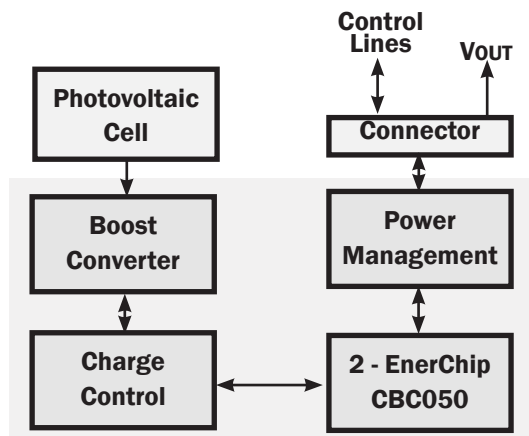 Control
Lines
VOUT
Photovoltaic
Cell
Connector
Boost
Converter
Power
Management
Charge
Control
2 - EnerChip
CBC050